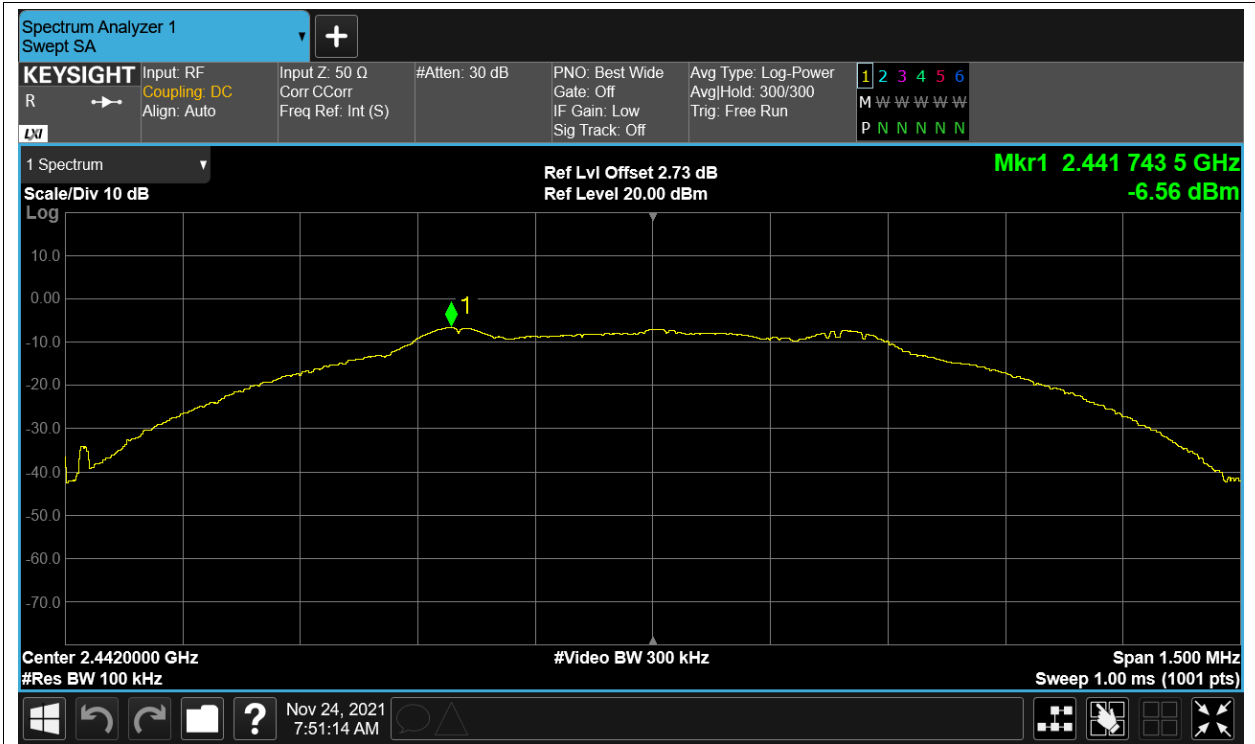 Spectrum Analyzer 1
Swept SA
KEYSIGHT
R
LXI
Input: RF
Coupling: DC
Align: Auto
Input Z: 50 Ω
Corr CCorr
Freq Ref: Int (S)
#Atten: 30 dB
PNO: Best Wide
Gate: Off
IF Gain: Low
Sig Track: Off
Avg Type: Log-Power
Avg|Hold: 300/300
Trig: Free Run
1 2 3 4 5 6
M W W W W W
P N N N N N
1 Spectrum
Scale/Div 10 dB
Log
Ref Lvl Offset 2.73 dB
Ref Level 20.00 dBm
Mkr1 2.441 743 5 GHz
-6.56 dBm
10.0
0.00
1
-10.0
-20.0
-30.0
-40.0
-50.0
-60.0
-70.0
Center 2.4420000 GHz
#Res BW 100 kHz
#Video BW 300 kHz
Span 1.500 MHz
Sweep 1.00 ms (1001 pts)
?
Nov 24, 2021
7:51:14 AM